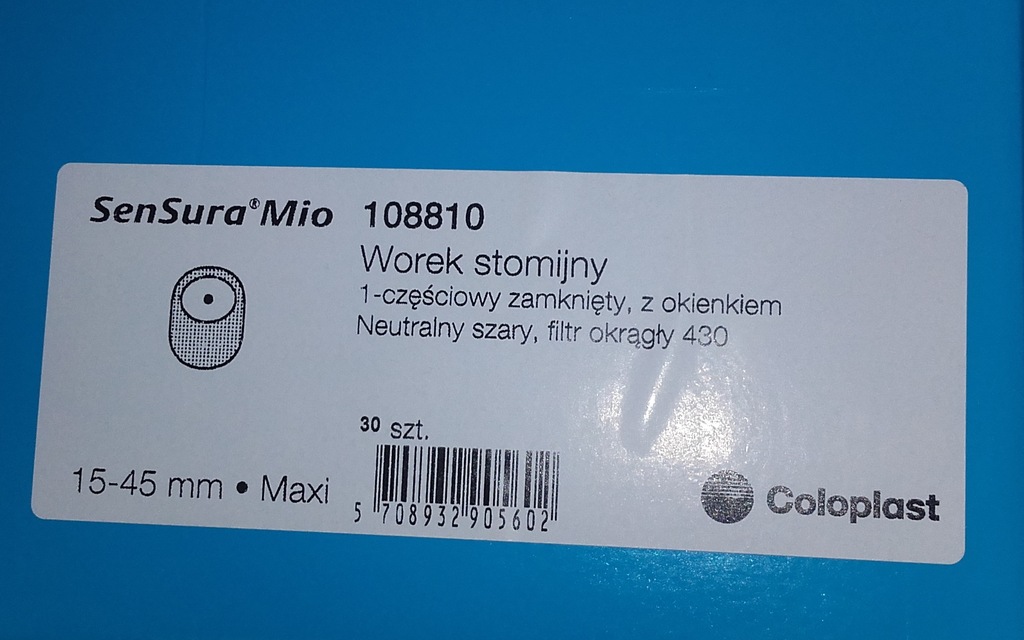 SenSura®Mio 108810
Worek stomijny
1-częściowy zamknięty, z okienkiem
Neutralny szary, filtr okrągły 430
30 szt.
15-45 mm • Maxi
5 708932 905602
Coloplast